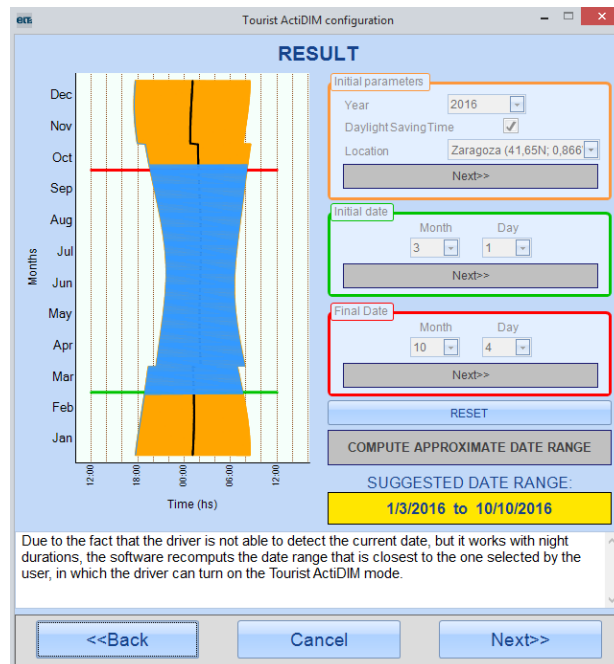 Tourist ActiDIM configuration
RESULT
Dec
Nov
Oct
Sep
Aug
Jul
Jun
May
Apr
Mar
Feb
Jan
Months
12:00
18:00
00:00
06:00
12:00
Time (hs)
Initial parameters
Year 2016
Daylight Saving Time
Location Zaragoza (41,65N; 0,866
Next>>
Initial date
Month Day
3 1
Next>>
Final Date
Month Day
10 4
Next>>
RESET
COMPUTE APPROXIMATE DATE RANGE
SUGGESTED DATE RANGE:
1/3/2016 to 10/10/2016
Due to the fact that the driver is not able to detect the current date, but it works with night
durations, the software recomputes the date range that is closest to the one selected by the
user, in which the driver can turn on the Tourist ActiDIM mode.
<<Back Cancel Next>>